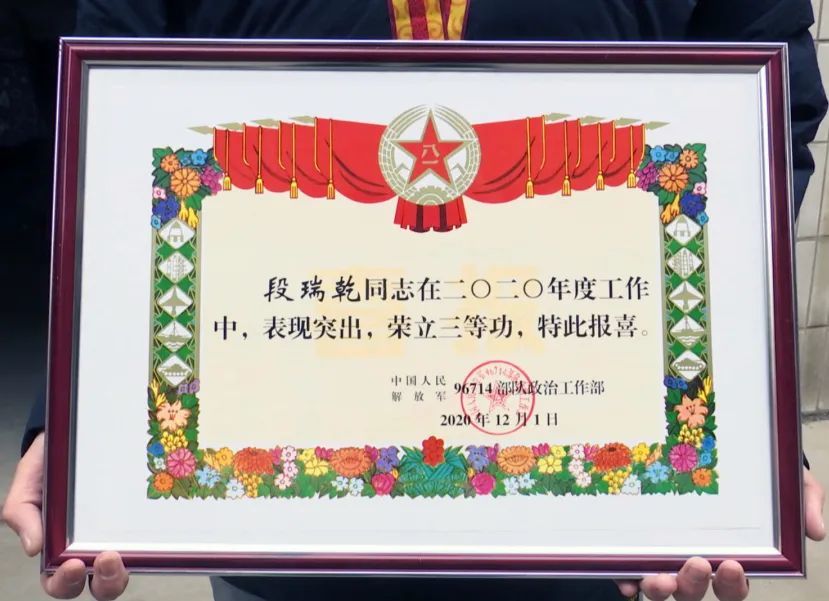 八一
段瑞乾同志在二〇二〇年度工作
中，表现突出，荣立三等功，特此报喜。
中国人民
解放军 96714部队政治工作部
2020年12月1日